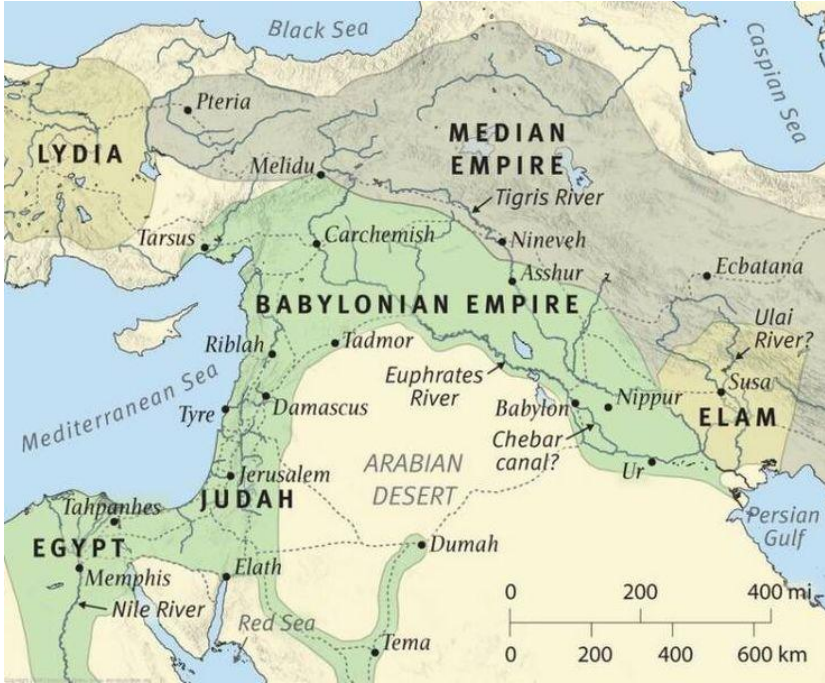 Black Sea
Caspian Sea
Pteria
LYDIA
MEDIAN
EMPIRE
Melidu
Tigris River
Tarsus
Carchemish
Nineveh
Asshur
Ecbatana
BABYLONIAN EMPIRE
Ulai
River?
Riblah
Tadmor
Mediterranean Sea
Euphrates
River
Susa
Tyre
Damascus
Babylon
Nippur
ELAM
Chebar
canal?
Jerusalem
ARABIAN
DESERT
Ur
JUDAH
Tahpanhes
Persian
Gulf
EGYPT
Dumah
Memphis
Elath
Nile River
Red Sea
Tema
0 200 400 mi
0 200 400 600 km